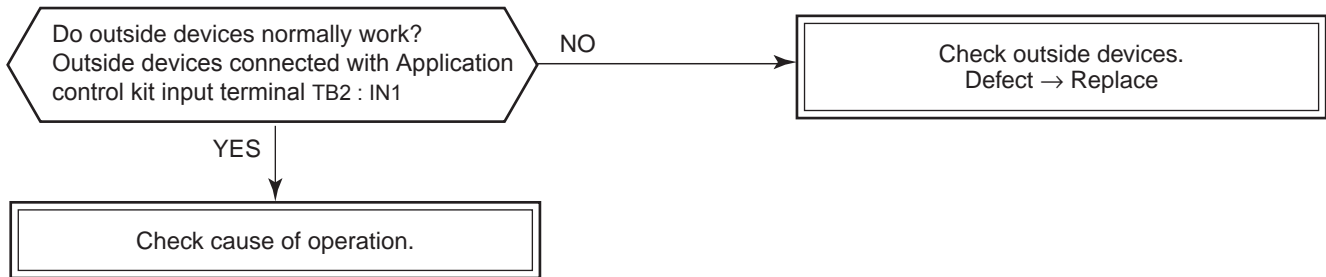 Do outside devices normally work?
Outside devices connected with Application
control kit input terminal TB2 : IN1
NO
Check outside devices.
Defect → Replace
YES
Check cause of operation.